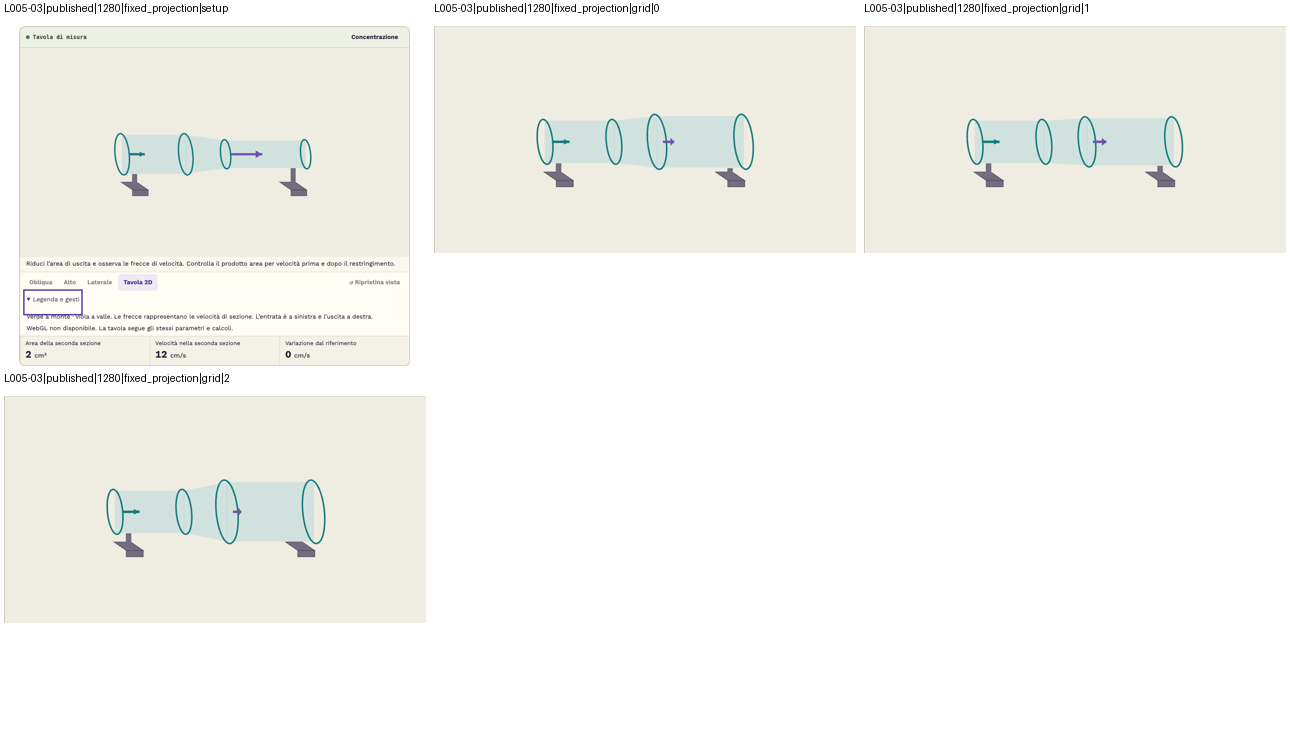 L005-03|published|1280|fixed_projection|setup
L005-03|published|1280|fixed_projection|grid|0
L005-03|published|1280|fixed_projection|grid|1
Tavola di misura
Concentrazione
Riduci l'area di uscita e osserva le frecce di velocità. Controlla il prodotto area per velocità prima e dopo il restringimento.
Obliqua Alto Laterale Tavola 2D
Ripristina vista
▾ Legenda e gesti
Verde a monte · viola a valle. Le frecce rappresentano le velocità di sezione. L'entrata è a sinistra e l'uscita a destra.
WebGL non disponibile. La tavola segue gli stessi parametri e calcoli.
Area della seconda sezione
2 cm²
Velocità nella seconda sezione
12 cm/s
Variazione dal riferimento
0 cm/s
L005-03|published|1280|fixed_projection|grid|2